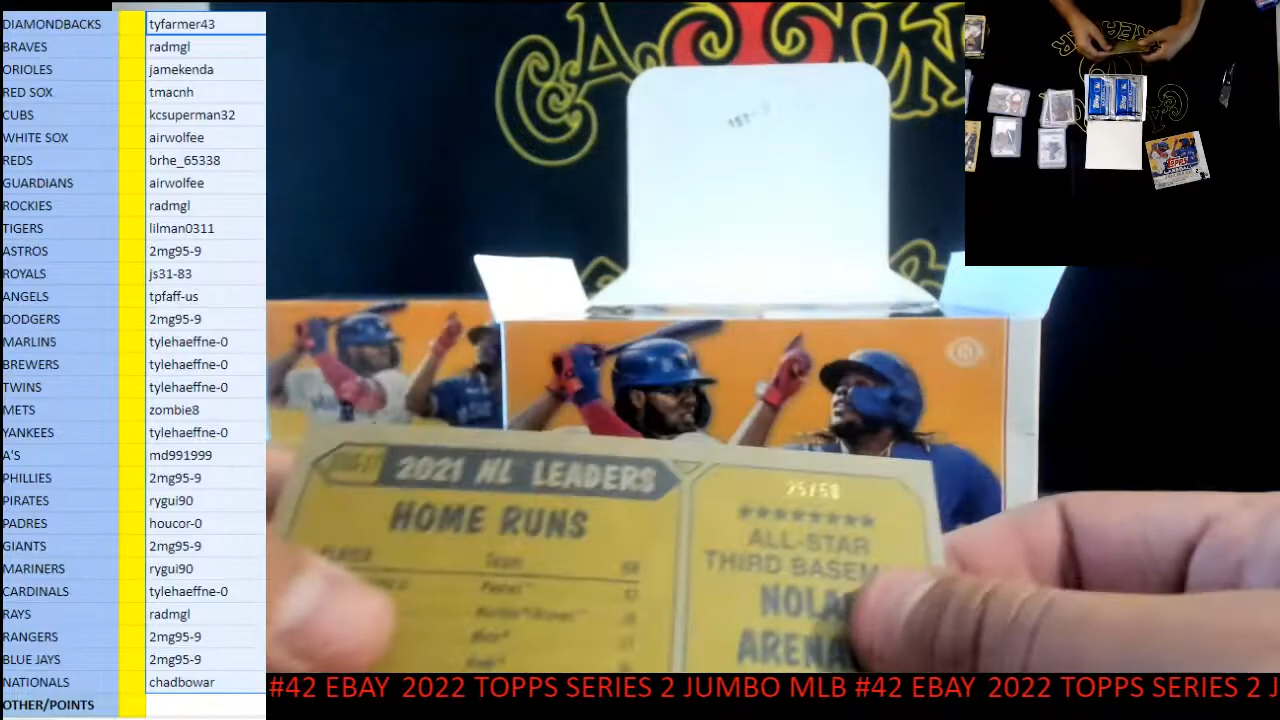 DIAMONDBACKS tyfarmer43
BRAVES radmgl
ORIOLES jamekenda
RED SOX tmacnh
CUBS kcsuperman32
WHITE SOX airwolfee
REDS brhe_65338
GUARDIANS airwolfee
ROCKIES radmgl
TIGERS lilman0311
ASTROS 2mg95-9
ROYALS js31-83
ANGELS tpfaff-us
DODGERS 2mg95-9
MARLINS tylehaeffne-0
BREWERS tylehaeffne-0
TWINS tylehaeffne-0
METS zombie8
YANKEES tylehaeffne-0
A'S md991999
PHILLIES 2mg95-9
PIRATES rygui90
PADRES houcor-0
GIANTS 2mg95-9
MARINERS rygui90
CARDINALS tylehaeffne-0
RAYS radmgl
RANGERS 2mg95-9
BLUE JAYS 2mg95-9
NATIONALS chadbowar
OTHER/POINTS
2021 NL LEADERS
HOME RUNS
Team
25/50
ALL-STAR
THIRD BASEM
NOLA
ARENA
TOPPS
#42 EBAY 2022 TOPPS SERIES 2 JUMBO MLB #42 EBAY 2022 TOPPS SERIES 2 J